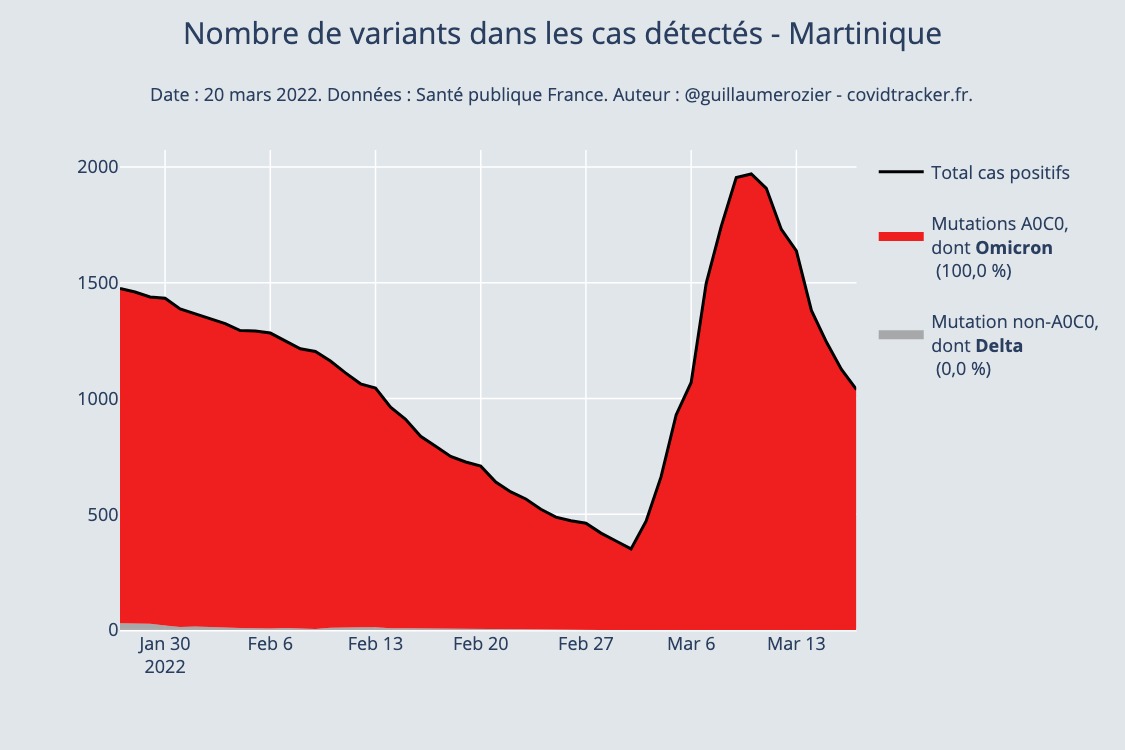 Nombre de variants dans les cas détectés - Martinique
Date : 20 mars 2022. Données : Santé publique France. Auteur : @guillaumerozier - covidtracker.fr.
2000
1500
1000
500
0
Jan 30
2022
Feb 6
Feb 13
Feb 20
Feb 27
Mar 6
Mar 13
Total cas positifs
Mutations A0C0,
dont Omicron
(100,0 %)
Mutation non-A0C0,
dont Delta
(0,0 %)